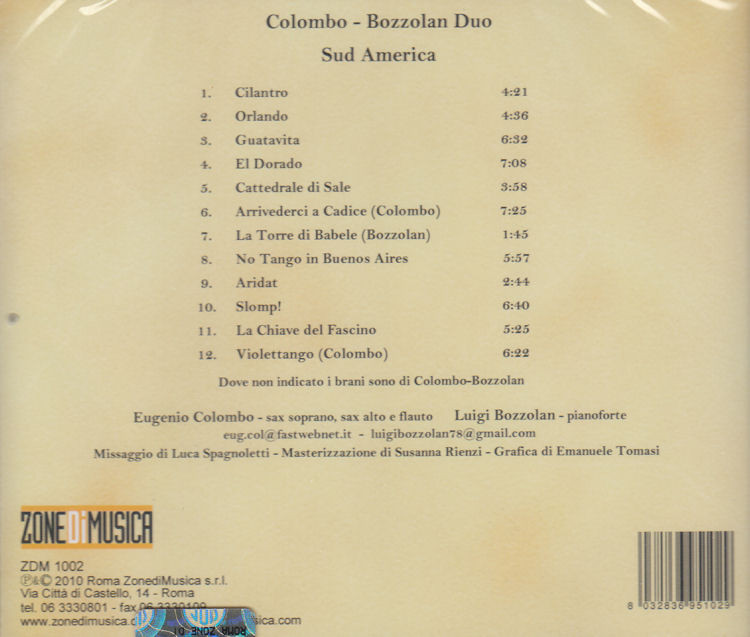 Colombo - Bozzolan Duo
Sud America
1. Cilantro 4:21
2. Orlando 4:36
3. Guatavita 6:32
4. El Dorado 7:08
5. Cattedrale di Sale 3:58
6. Arrivederci a Cadice (Colombo) 7:25
7. La Torre di Babele (Bozzolan) 1:45
8. No Tango in Buenos Aires 5:57
9. Aridat 2:44
10. Slomp! 6:40
11. La Chiave del Fascino 5:25
12. Violettango (Colombo) 6:22
Dove non indicato i brani sono di Colombo-Bozzolan
Eugenio Colombo - sax soprano, sax alto e flauto Luigi Bozzolan - pianoforte
eug.col@fastwebnet.it - luigibozzolan78@gmail.com
Missaggio di Luca Spagnoletti - Masterizzazione di Susanna Rienzi - Grafica di Emanuele Tomasi
ZONEDiMUSICA
ZDM 1002
℗&© 2010 Roma ZonediMusica s.r.l.
Via Città di Castello, 14 - Roma
tel. 06 3330801 - fax 06 3330109
www.zonedimusica.
8 032836 951029